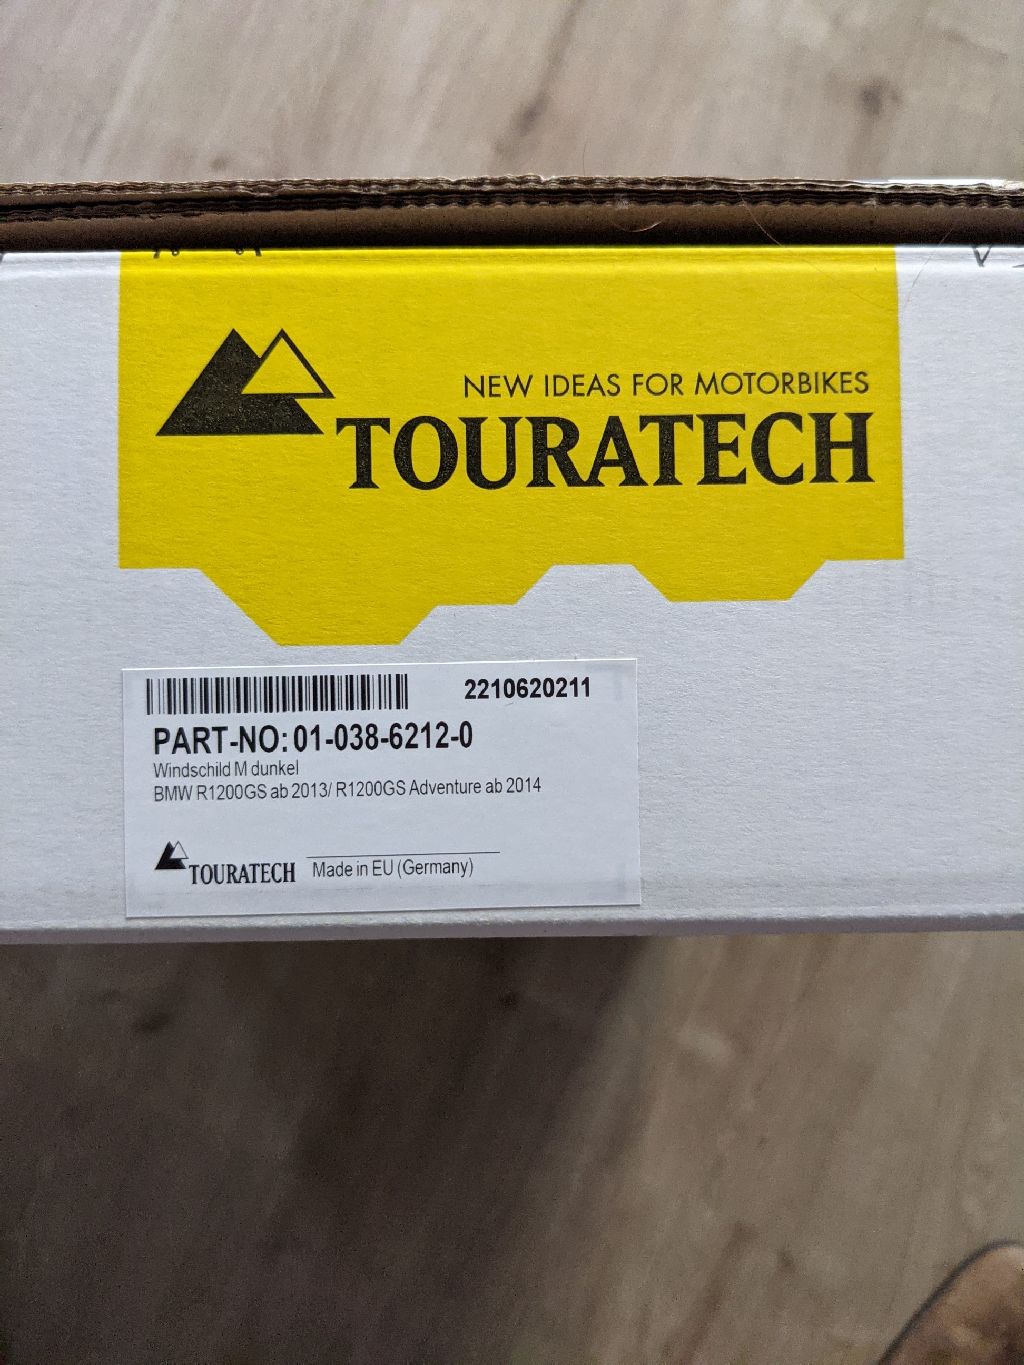 NEW IDEAS FOR MOTORBIKES
TOURATECH
2210620211
PART-NO: 01-038-6212-0
Windschild M dunkel
BMW R1200GS ab 2013/ R1200GS Adventure ab 2014
TOURATECH
Made in EU (Germany)